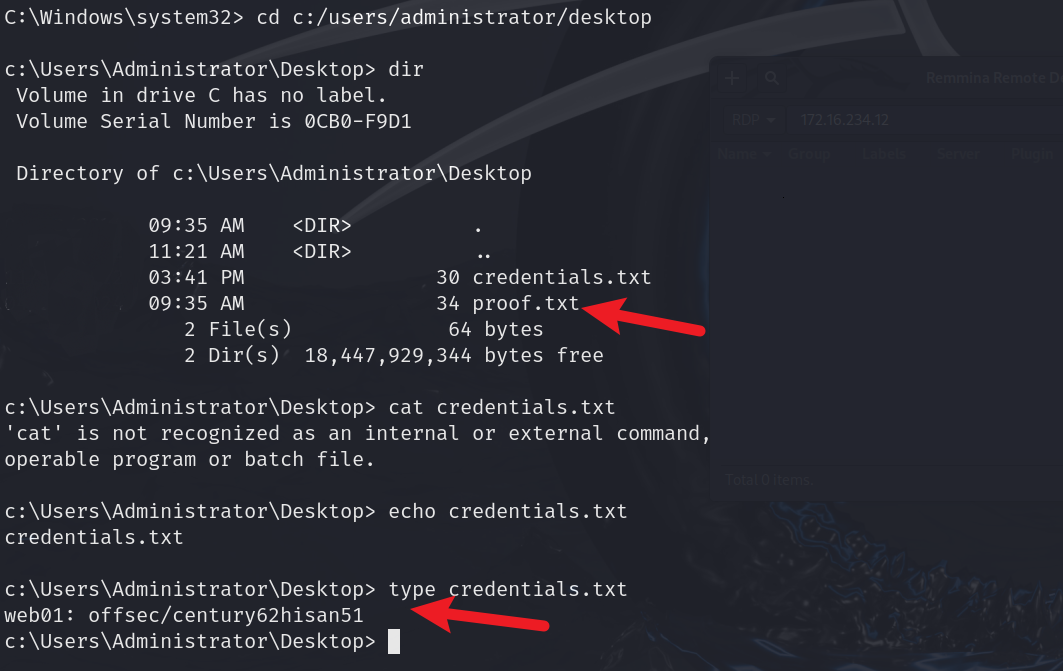 C:\Windows\system32> cd c:/users/administrator/desktop
c:\Users\Administrator\Desktop> dir
 Volume in drive C has no label.
 Volume Serial Number is 0CB0-F9D1
 Directory of c:\Users\Administrator\Desktop
09:35 AM    <DIR>          .
11:21 AM    <DIR>          ..
03:41 PM                30 credentials.txt
09:35 AM                34 proof.txt
2 File(s)             64 bytes
2 Dir(s)  18,447,929,344 bytes free
c:\Users\Administrator\Desktop> cat credentials.txt
'cat' is not recognized as an internal or external command,
operable program or batch file.
c:\Users\Administrator\Desktop> echo credentials.txt
credentials.txt
c:\Users\Administrator\Desktop> type credentials.txt
web01: offsec/century62hisan51
c:\Users\Administrator\Desktop>
Remmina Remote
RDP 172.16.234.12
Name Group Labels Server Plugin
Total 0 items.